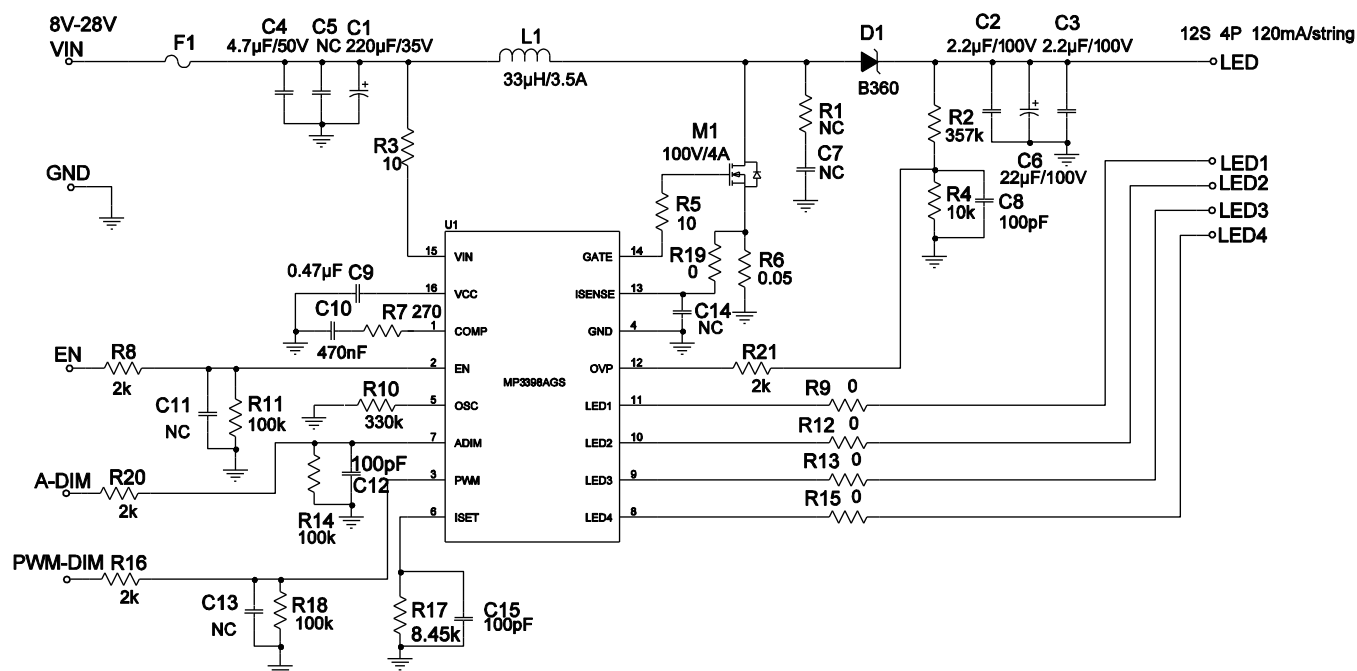 8V-28V
VIN
F1
C4
4.7µF/50V
C5
NC
C1
220µF/35V
L1
33µH/3.5A
D1
B360
C2
2.2µF/100V
C3
2.2µF/100V
12S 4P 120mA/string
LED
R3
10
M1
100V/4A
R1
NC
C7
NC
R2
357k
C6
22µF/100V
R4
10k
C8
100pF
LED1
LED2
LED3
LED4
GND
R5
10
R19
0
R6
0.05
C14
NC
U1
MP3398AGS
15 VIN
16 VCC
1 COMP
2 EN
5 OSC
7 ADIM
3 PWM
6 ISET
GATE 14
ISENSE 13
GND 4
OVP 12
LED1 11
LED2 10
LED3 9
LED4 8
0.47µF C9
C10
470nF
R7 270
EN
R8
2k
C11
NC
R11
100k
R10
330k
R21
2k
R9 0
R12 0
R13 0
R15 0
A-DIM
R20
2k
R14
100k
100pF
C12
PWM-DIM
R16
2k
C13
NC
R18
100k
R17
8.45k
C15
100pF